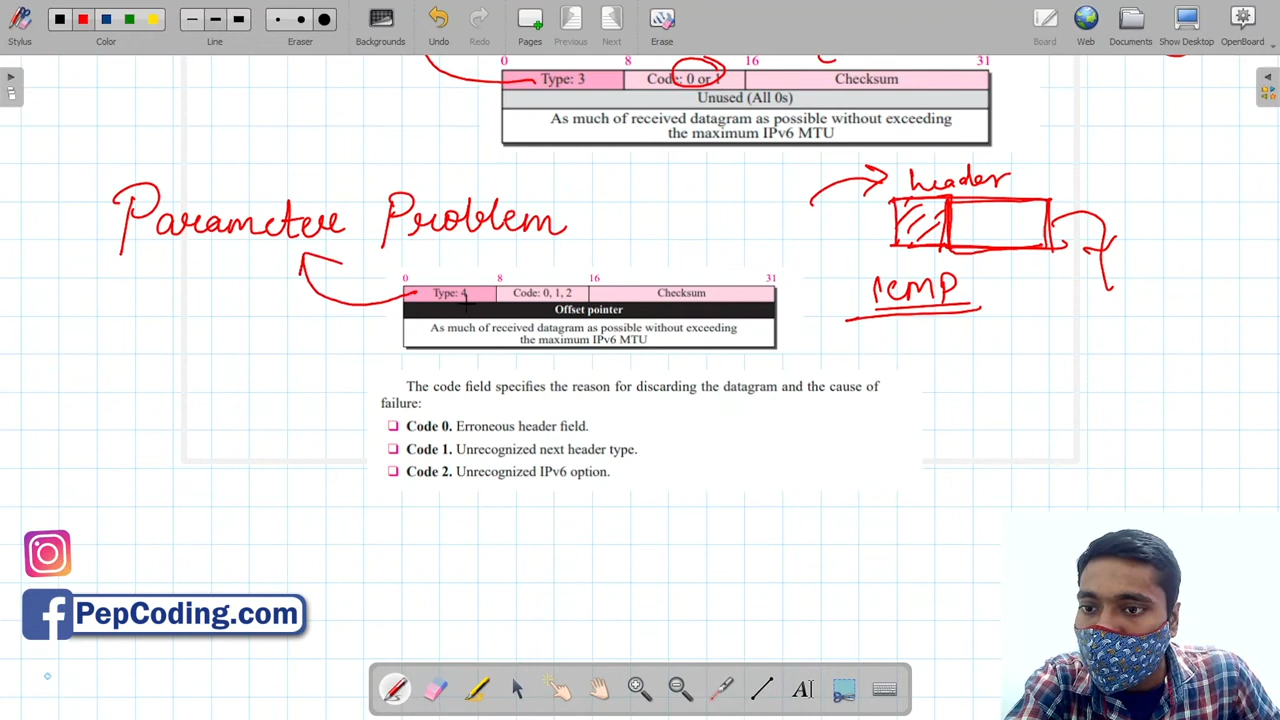 Stylus
Color
Line
Eraser
Backgrounds
Undo
Redo
Pages
Previous
Next
Erase
Board
Web
Documents
Show Desktop
OpenBoard
0 8 16 31
Type: 3 Code: 0 or 1 Checksum
Unused (All 0s)
As much of received datagram as possible without exceeding
the maximum IPv6 MTU
header
Parameter Problem
0 8 16 31
Type: 4 Code: 0, 1, 2 Checksum
Offset pointer
As much of received datagram as possible without exceeding
the maximum IPv6 MTU
The code field specifies the reason for discarding the datagram and the cause of
failure:
Code 0. Erroneous header field.
Code 1. Unrecognized next header type.
Code 2. Unrecognized IPv6 option.
PepCoding.com